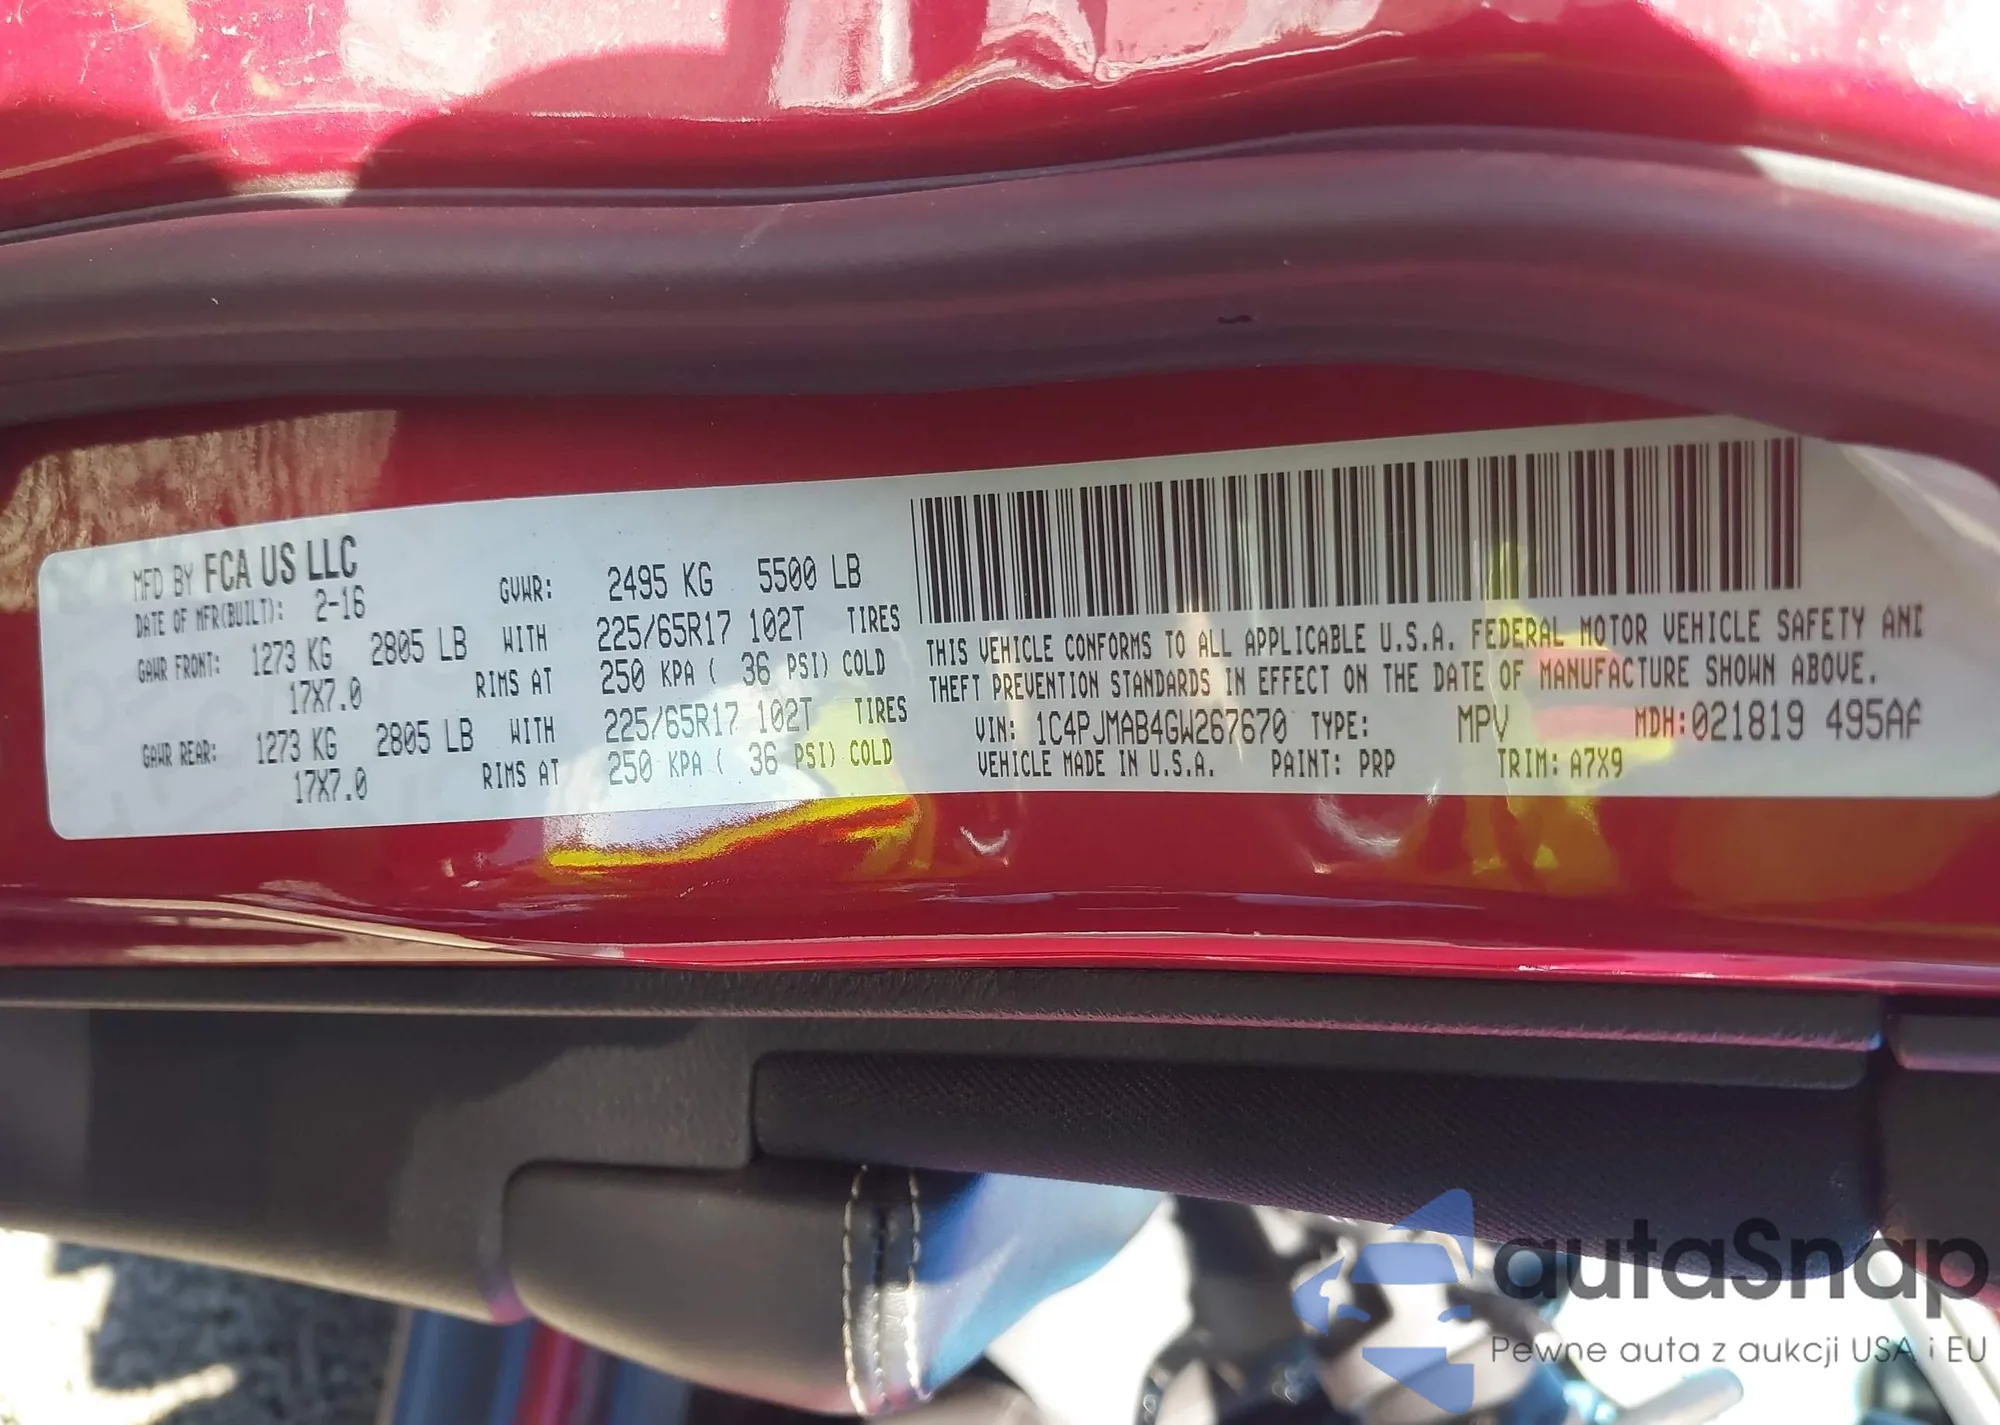 MFD BY FCA US LLC
DATE OF MFR(BUILT): 2-16
GVWR: 2495 KG 5500 LB
GAWR FRONT: 1273 KG 2805 LB WITH 225/65R17 102T TIRES
17X7.0 RIMS AT 250 KPA ( 36 PSI) COLD
GAWR REAR: 1273 KG 2805 LB WITH 225/65R17 102T TIRES
17X7.0 RIMS AT 250 KPA ( 36 PSI) COLD
THIS VEHICLE CONFORMS TO ALL APPLICABLE U.S.A. FEDERAL MOTOR VEHICLE SAFETY AND
THEFT PREVENTION STANDARDS IN EFFECT ON THE DATE OF MANUFACTURE SHOWN ABOVE.
VIN: 1C4PJMAB4GW267670 TYPE: MPV MDH:021819 495AF
VEHICLE MADE IN U.S.A. PAINT: PRP TRIM: A7X9
autaSnap
Pewne auta z aukcji USA i EU